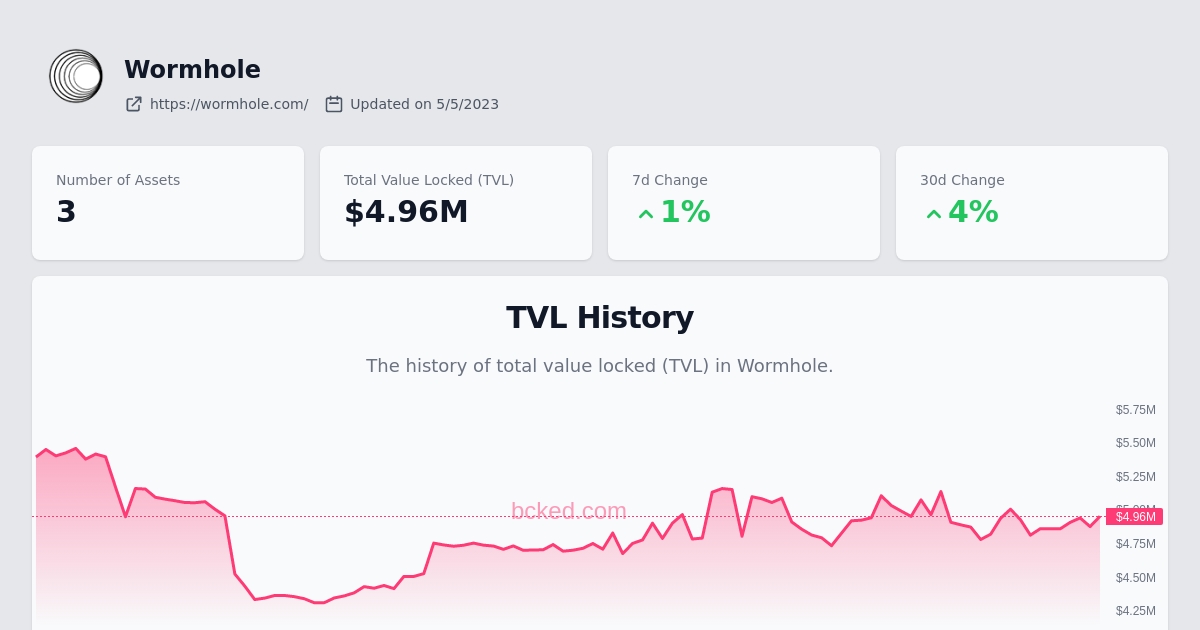 Wormhole
https://wormhole.com/ Updated on 5/5/2023
Number of Assets
3
Total Value Locked (TVL)
$4.96M
7d Change
1%
30d Change
4%
TVL History
The history of total value locked (TVL) in Wormhole.
$5.75M
$5.50M
$5.25M
bcked.com
$4.96M
$4.75M
$4.50M
$4.25M